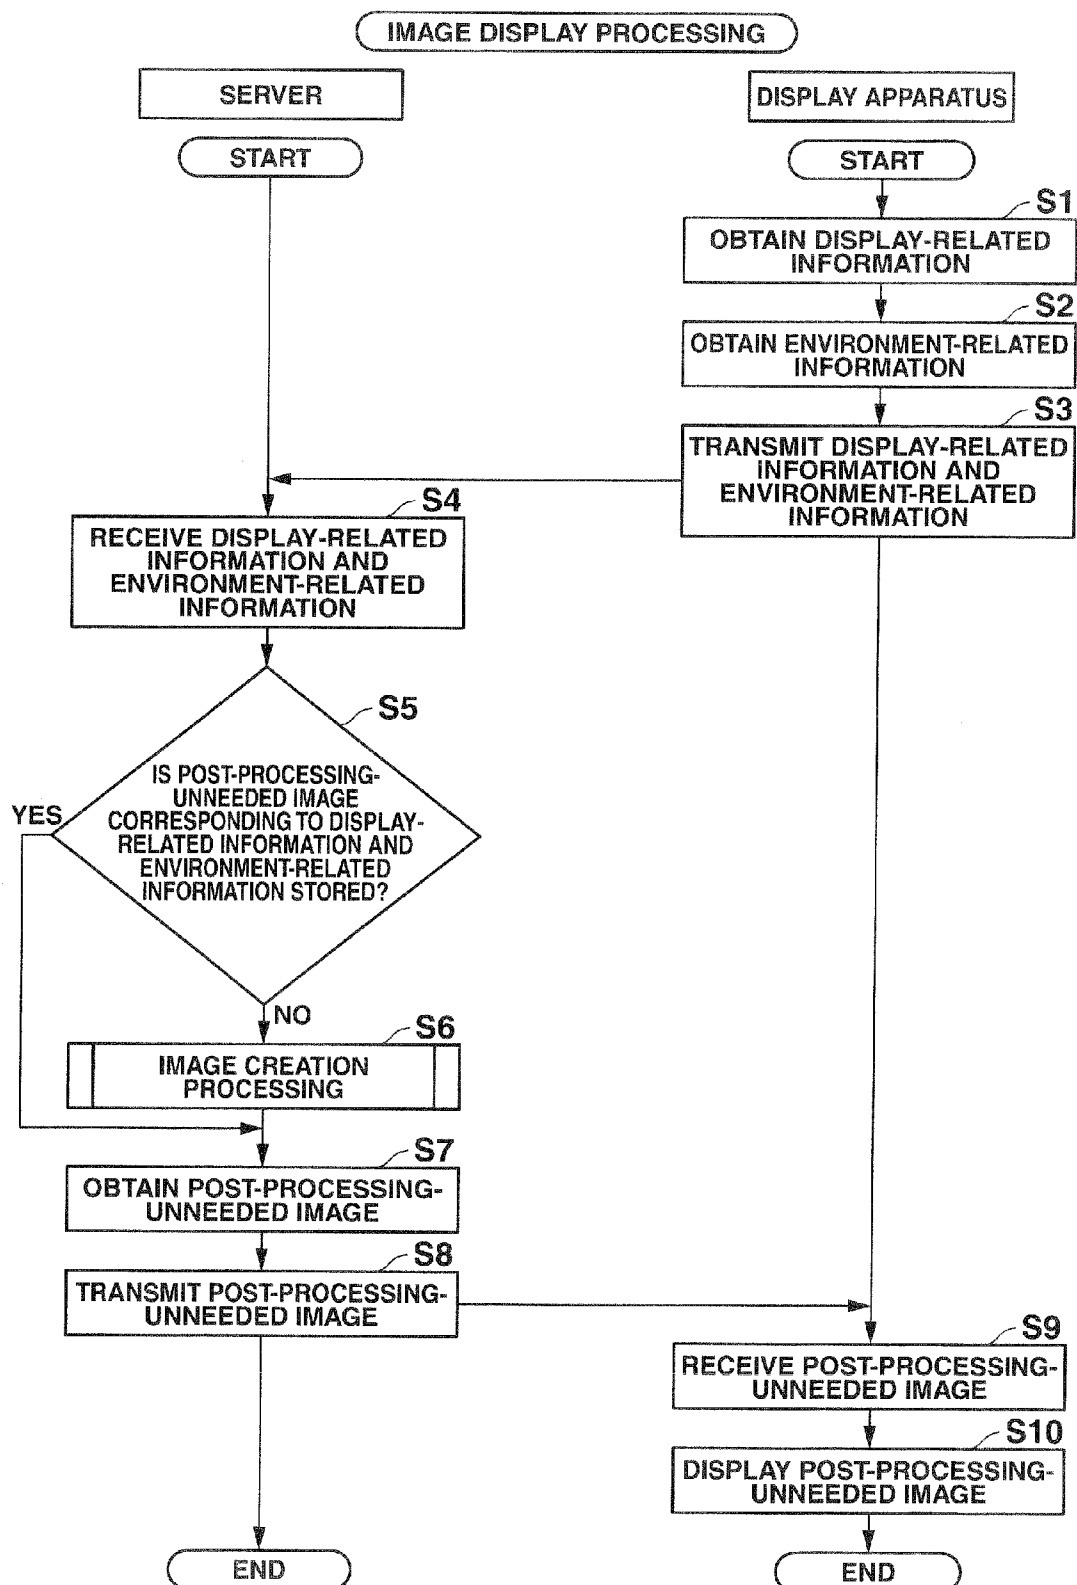 IMAGE DISPLAY PROCESSING
SERVER
DISPLAY APPARATUS
START
START
S1
OBTAIN DISPLAY-RELATED
INFORMATION
S2
OBTAIN ENVIRONMENT-RELATED
INFORMATION
S3
TRANSMIT DISPLAY-RELATED
INFORMATION AND
ENVIRONMENT-RELATED
INFORMATION
S4
RECEIVE DISPLAY-RELATED
INFORMATION AND
ENVIRONMENT-RELATED
INFORMATION
S5
IS POST-PROCESSING-
UNNEEDED IMAGE
CORRESPONDING TO DISPLAY-
RELATED INFORMATION AND
ENVIRONMENT-RELATED
INFORMATION STORED?
YES
NO
S6
IMAGE CREATION
PROCESSING
S7
OBTAIN POST-PROCESSING-
UNNEEDED IMAGE
S8
TRANSMIT POST-PROCESSING-
UNNEEDED IMAGE
S9
RECEIVE POST-PROCESSING-
UNNEEDED IMAGE
S10
DISPLAY POST-PROCESSING-
UNNEEDED IMAGE
END
END